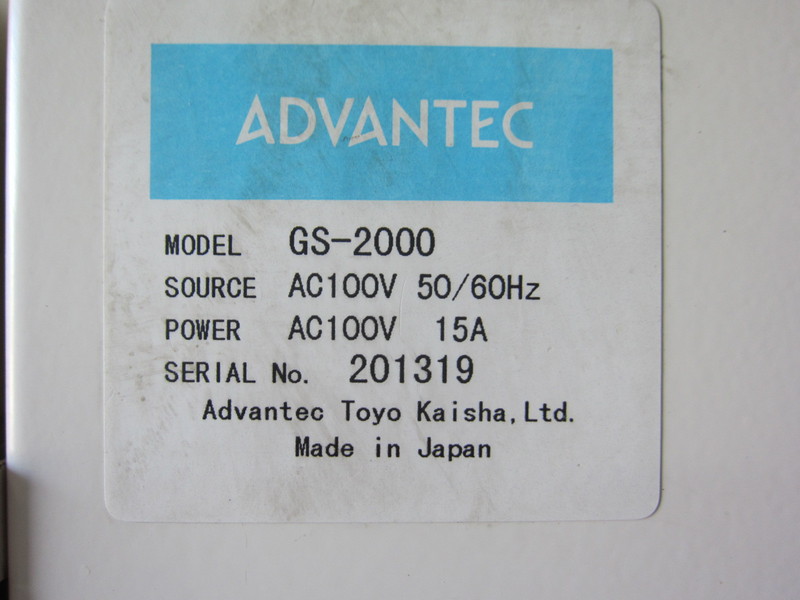 ADVANTEC
MODEL GS-2000
SOURCE AC100V 50/60Hz
POWER AC100V 15A
SERIAL No. 201319
Advantec Toyo Kaisha,Ltd.
Made in Japan